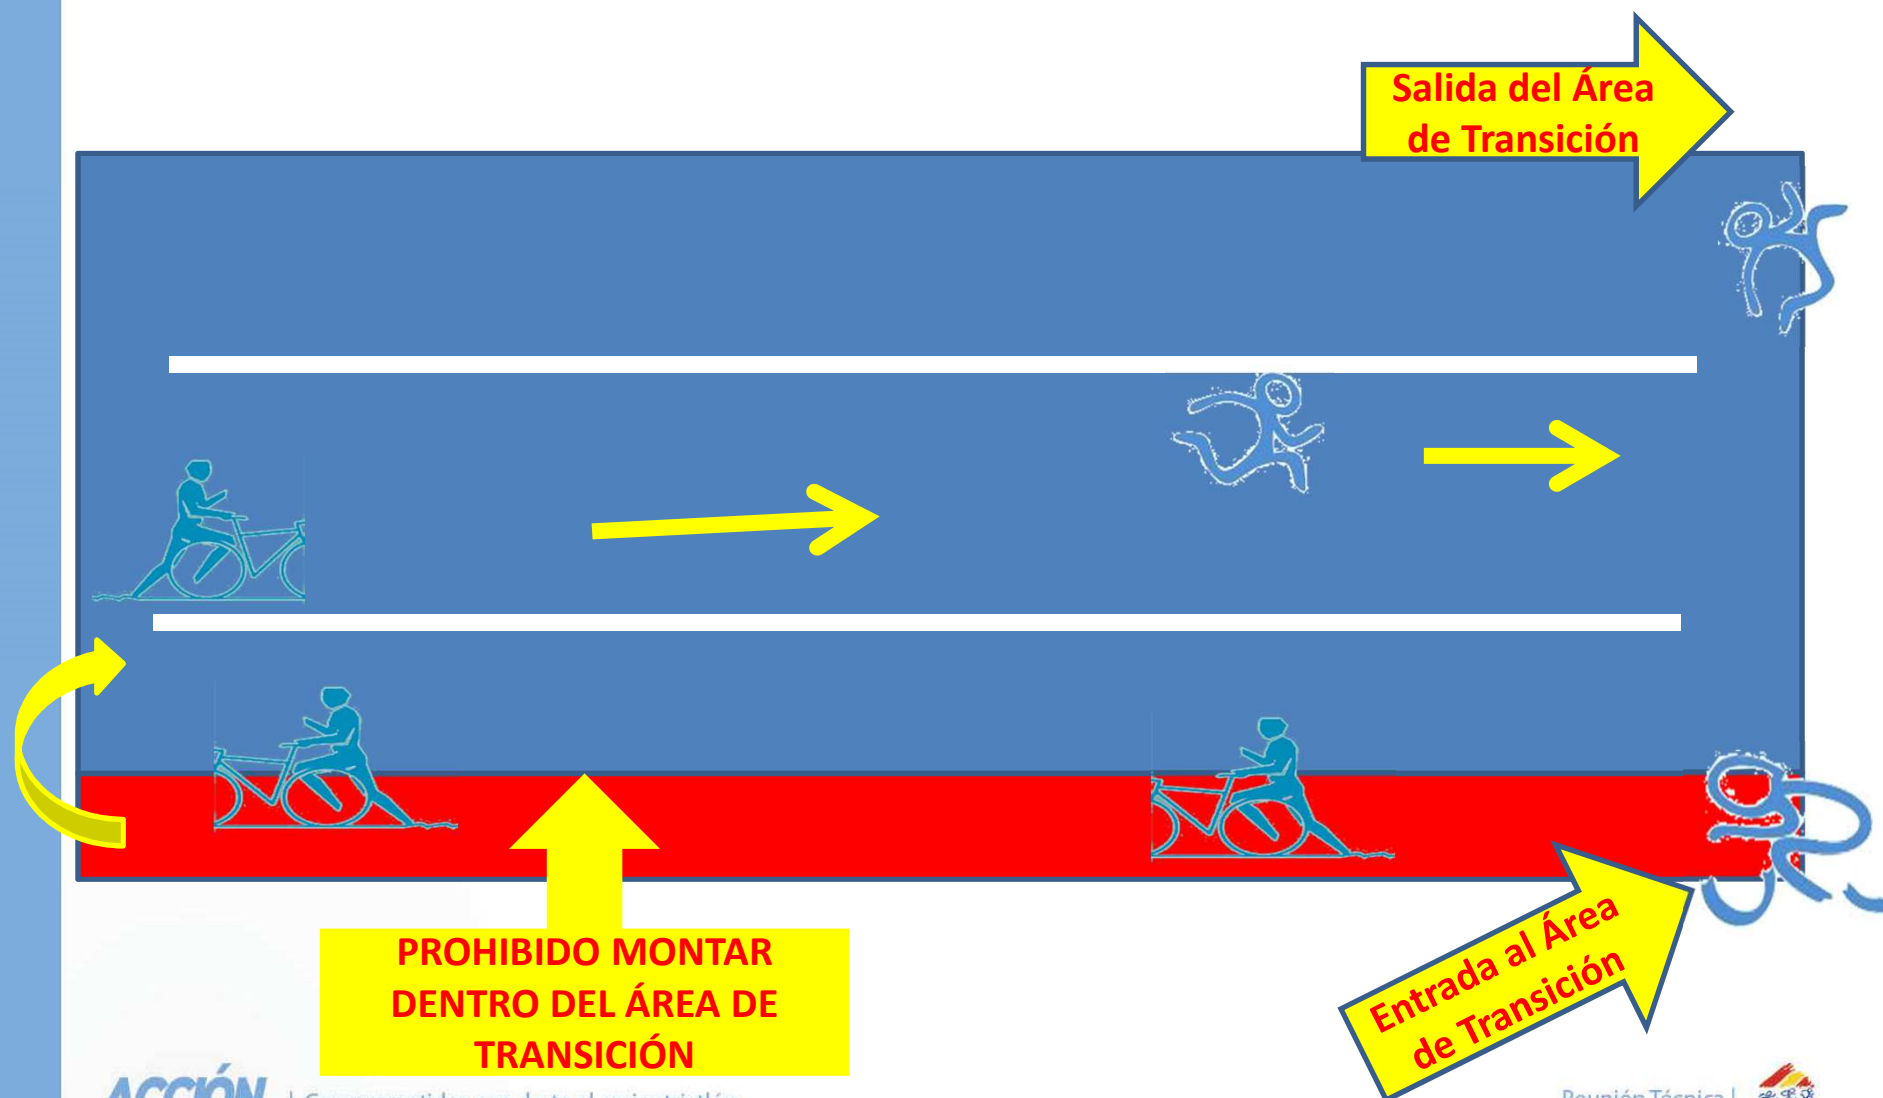 Salida del Área
de Transición
PROHIBIDO MONTAR
DENTRO DEL ÁREA DE
TRANSICIÓN
Entrada al Área
de Transición
ACCIÓN
Reunión Técnica |